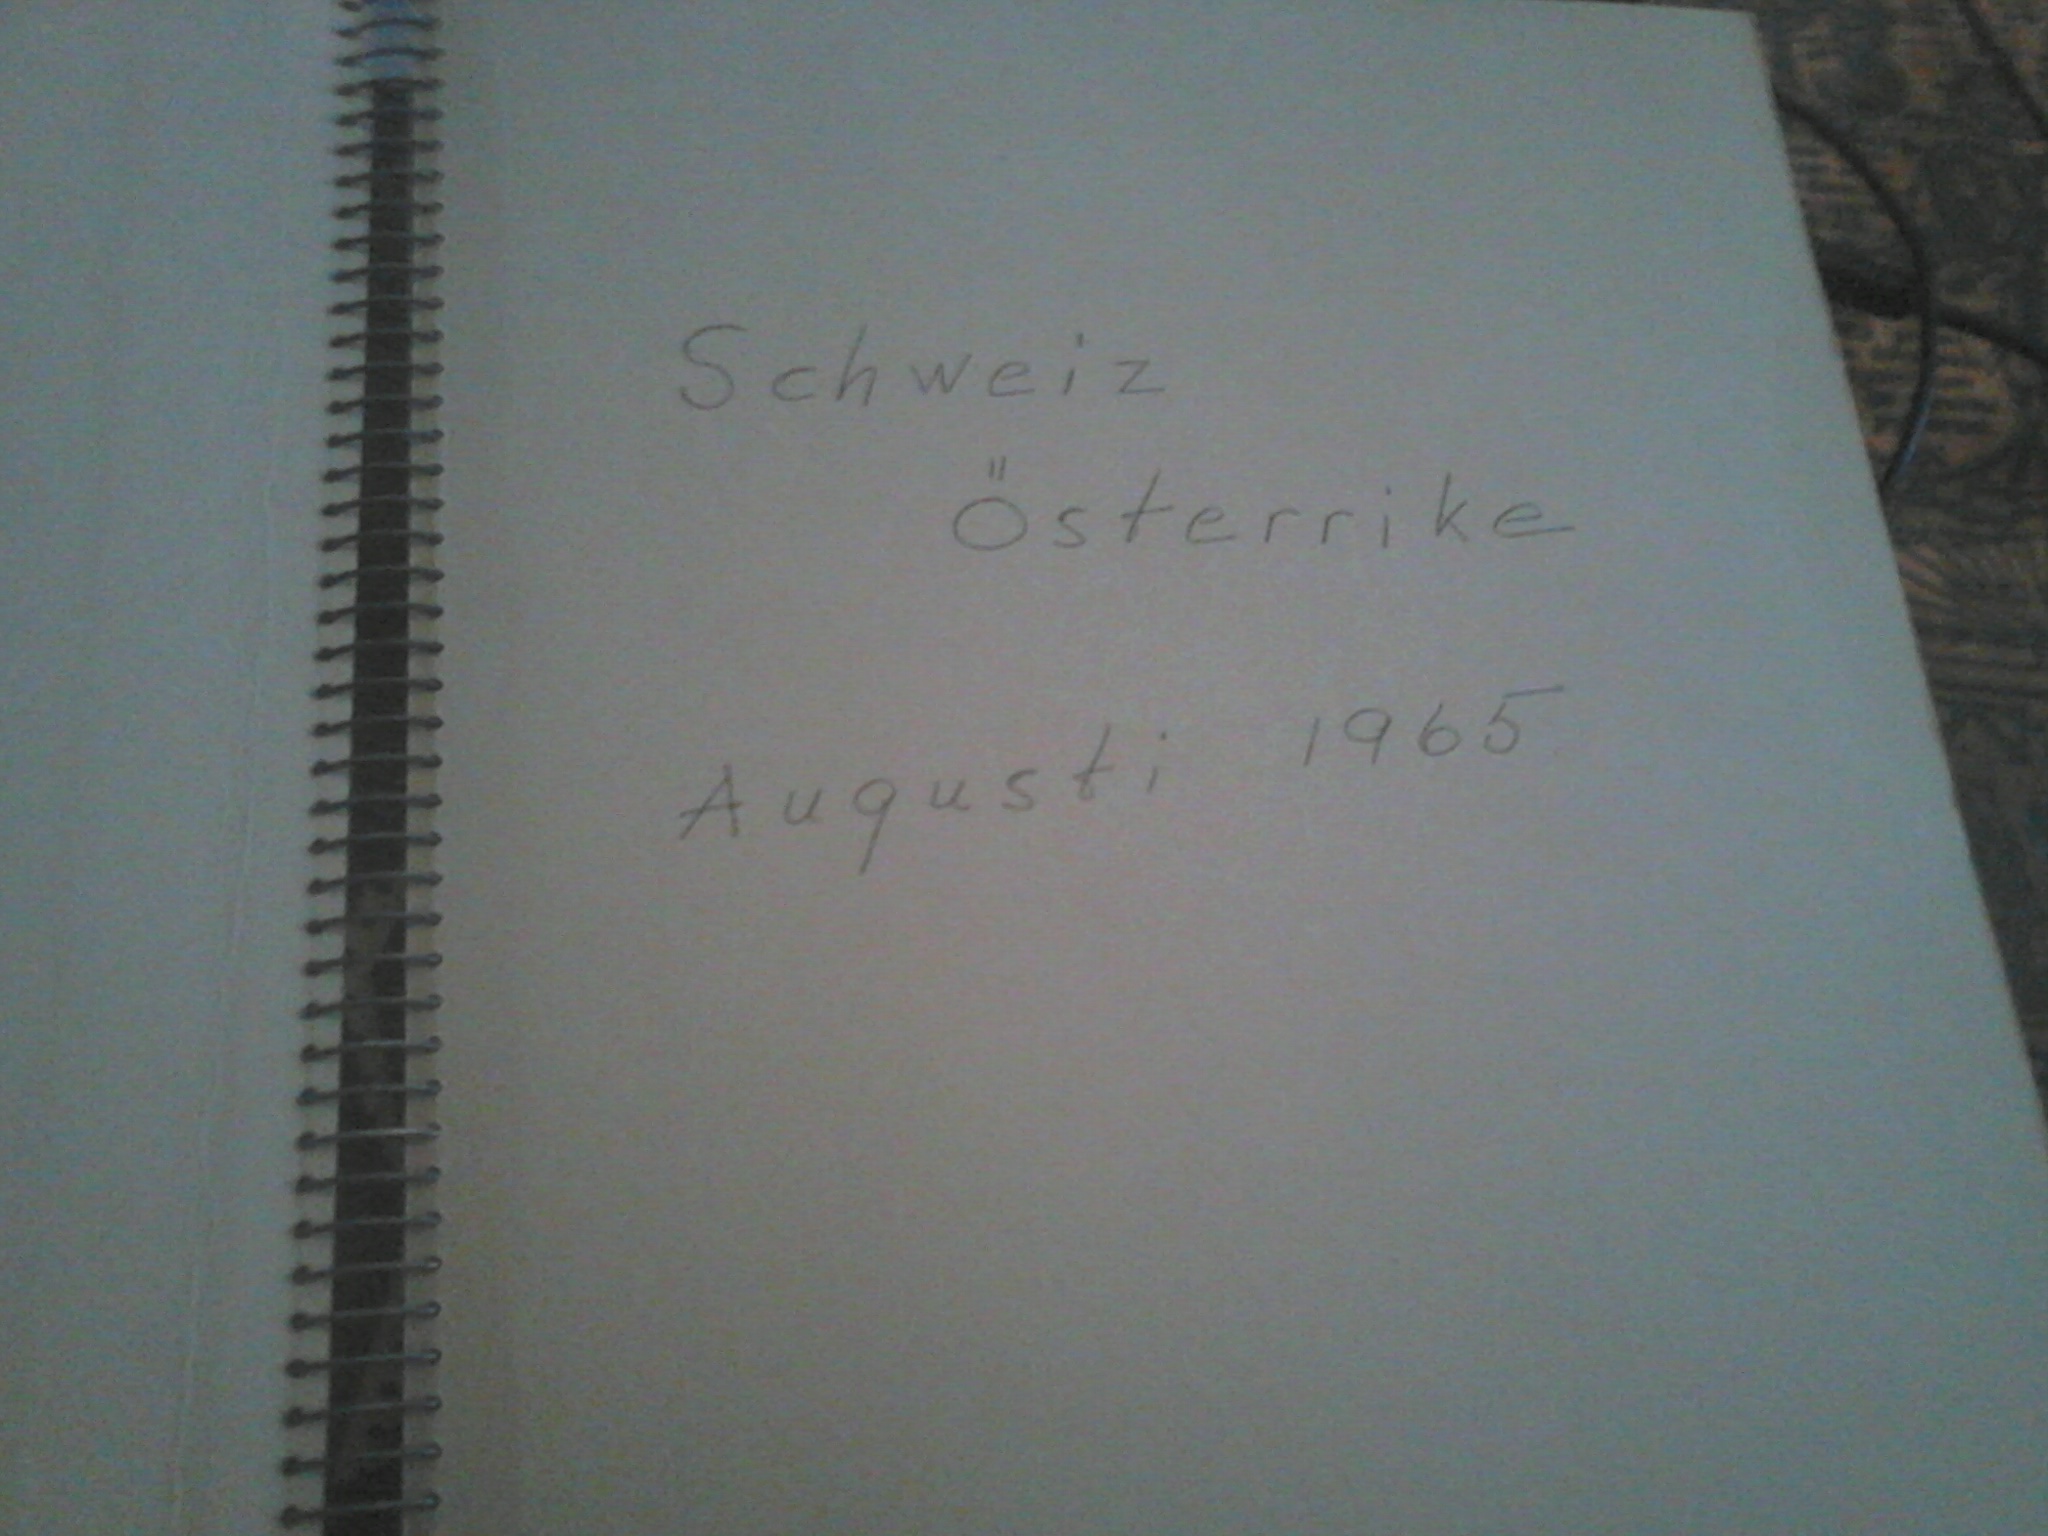 Schweiz
Österrike
Augusti 1965